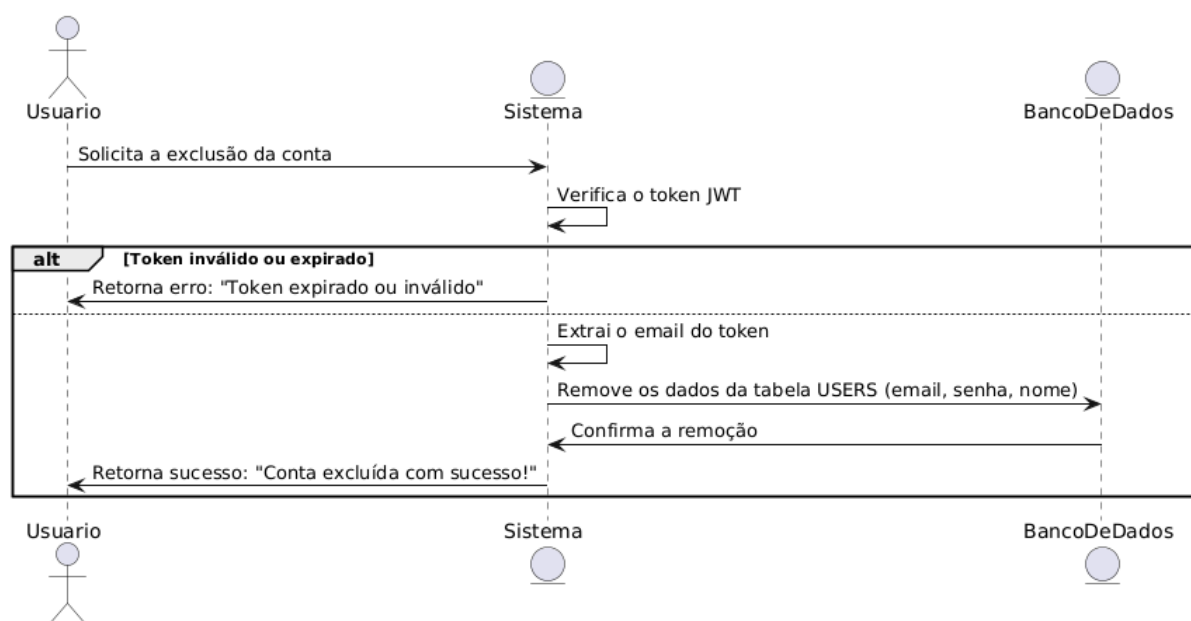 Usuario
Sistema
BancoDeDados
Solicita a exclusão da conta
Verifica o token JWT
alt [Token inválido ou expirado]
Retorna erro: "Token expirado ou inválido"
Extrai o email do token
Remove os dados da tabela USERS (email, senha, nome)
Confirma a remoção
Retorna sucesso: "Conta excluída com sucesso!"
Usuario
Sistema
BancoDeDados